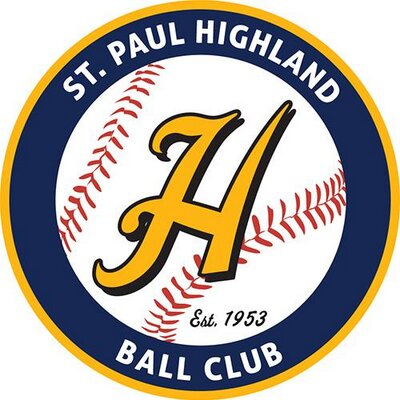 ST. PAUL HIGHLAND
H
Est. 1953
BALL CLUB